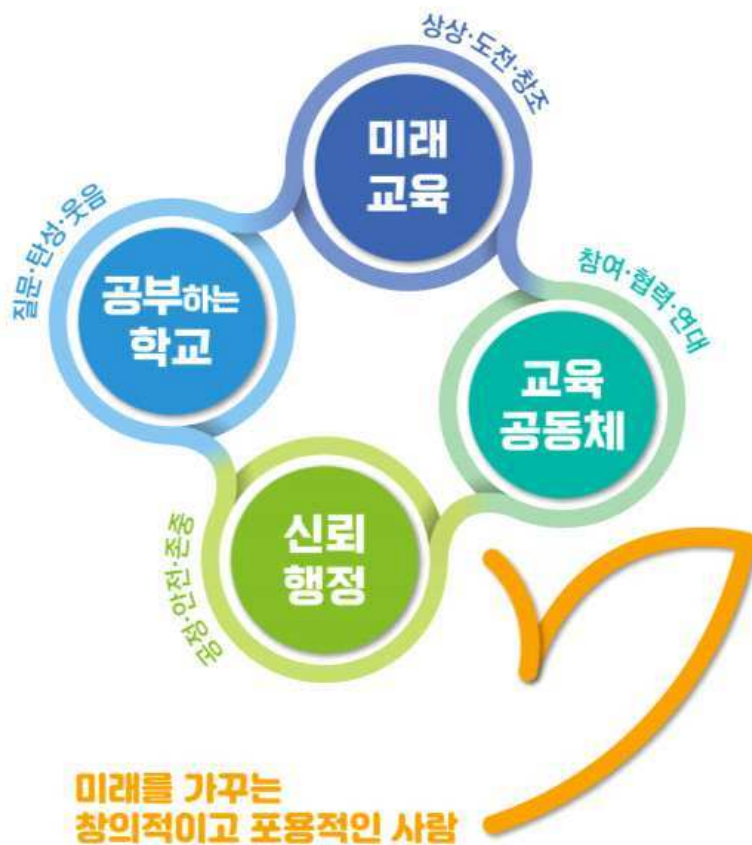 상상·도전·창조
미래
교육
질문·탄성·웃음
공부하는
학교
참여·협력·연대
교육
공동체
공정·안전·존중
신뢰
행정
미래를 가꾸는
창의적이고 포용적인 사람